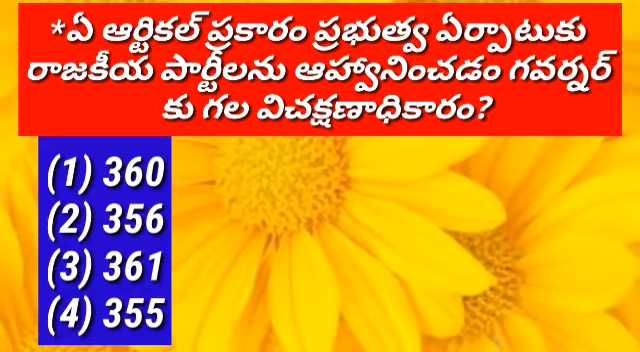 *ఏ ఆర్టికల్ ప్రకారం ప్రభుత్వ ఏర్పాటుకు
రాజకీయ పార్టీలను ఆహ్వానించడం గవర్నర్
కు గల విచక్షణాధికారం?
(1) 360
(2) 356
(3) 361
(4) 355